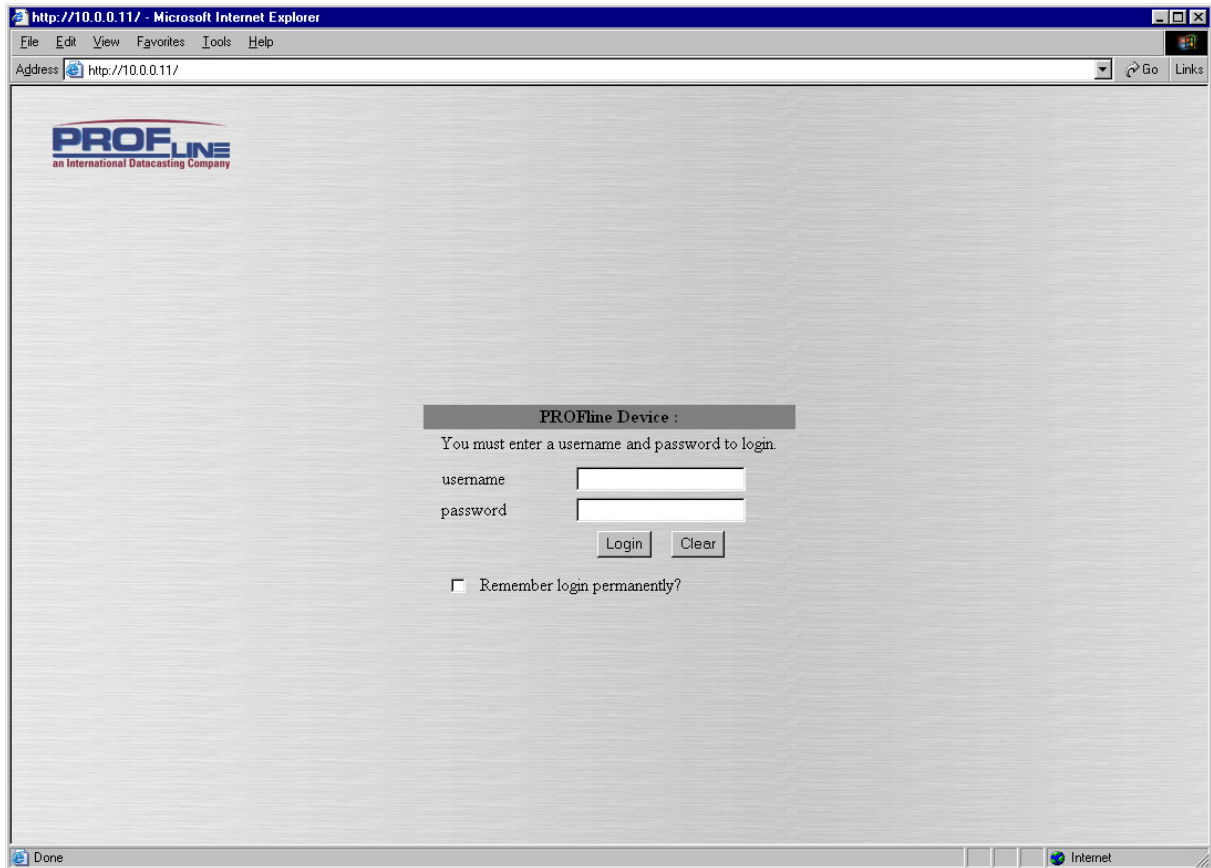 http://10.0.0.11/ - Microsoft Internet Explorer
File Edit View Favorites Tools Help
Address http://10.0.0.11/ Go Links
PROFLINE
an International Datacasting Company
PROFline Device :
You must enter a username and password to login.
username
password
Login Clear
Remember login permanently?
Done Internet